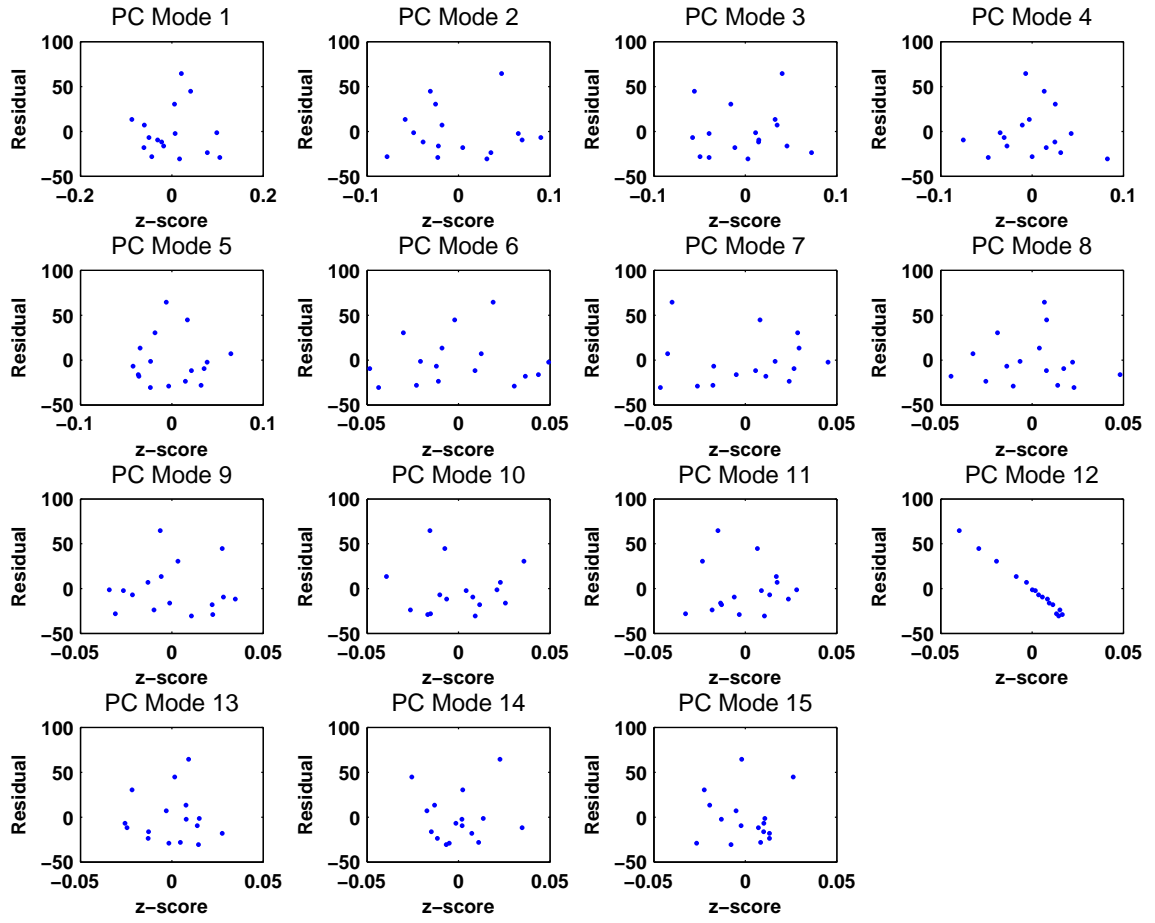 PC Mode 1
PC Mode 2
PC Mode 3
PC Mode 4
100
50
0
−50
Residual
−0.2
0
0.2
z−score
100
50
0
−50
Residual
−0.1
0
0.1
z−score
100
50
0
−50
Residual
−0.1
0
0.1
z−score
100
50
0
−50
Residual
−0.1
0
0.1
z−score
PC Mode 5
PC Mode 6
PC Mode 7
PC Mode 8
100
50
0
−50
Residual
−0.1
0
0.1
z−score
100
50
0
−50
Residual
−0.05
0
0.05
z−score
100
50
0
−50
Residual
−0.05
0
0.05
z−score
100
50
0
−50
Residual
−0.05
0
0.05
z−score
PC Mode 9
PC Mode 10
PC Mode 11
PC Mode 12
100
50
0
−50
Residual
−0.05
0
0.05
z−score
100
50
0
−50
Residual
−0.05
0
0.05
z−score
100
50
0
−50
Residual
−0.05
0
0.05
z−score
100
50
0
−50
Residual
−0.05
0
0.05
z−score
PC Mode 13
PC Mode 14
PC Mode 15
100
50
0
−50
Residual
−0.05
0
0.05
z−score
100
50
0
−50
Residual
−0.05
0
0.05
z−score
100
50
0
−50
Residual
−0.05
0
0.05
z−score